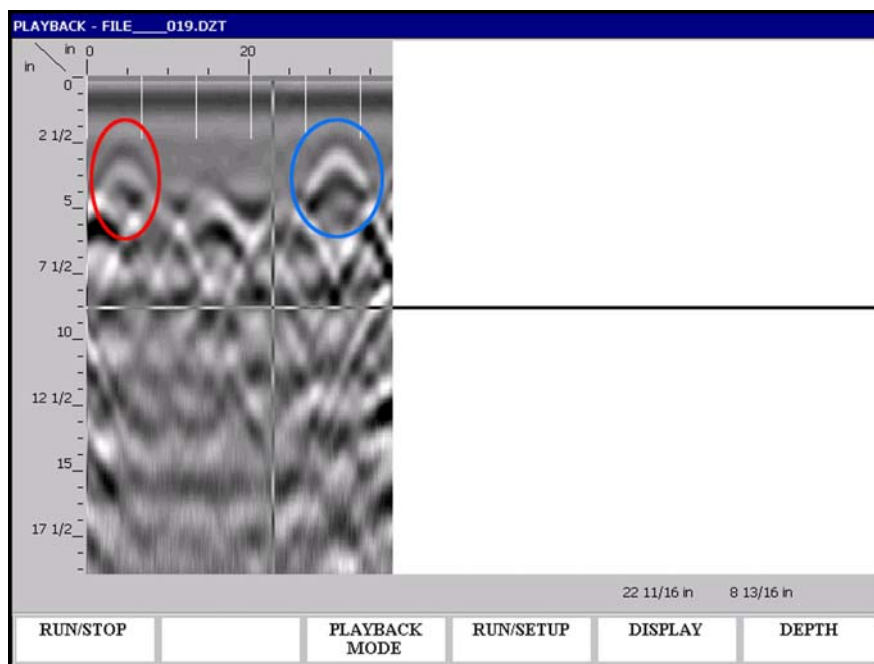 PLAYBACK - FILE____019.DZT
in 0 20
in
0
2 1/2
5
7 1/2
10
12 1/2
15
17 1/2
22 11/16 in 8 13/16 in
RUN/STOP PLAYBACK MODE RUN/SETUP DISPLAY DEPTH